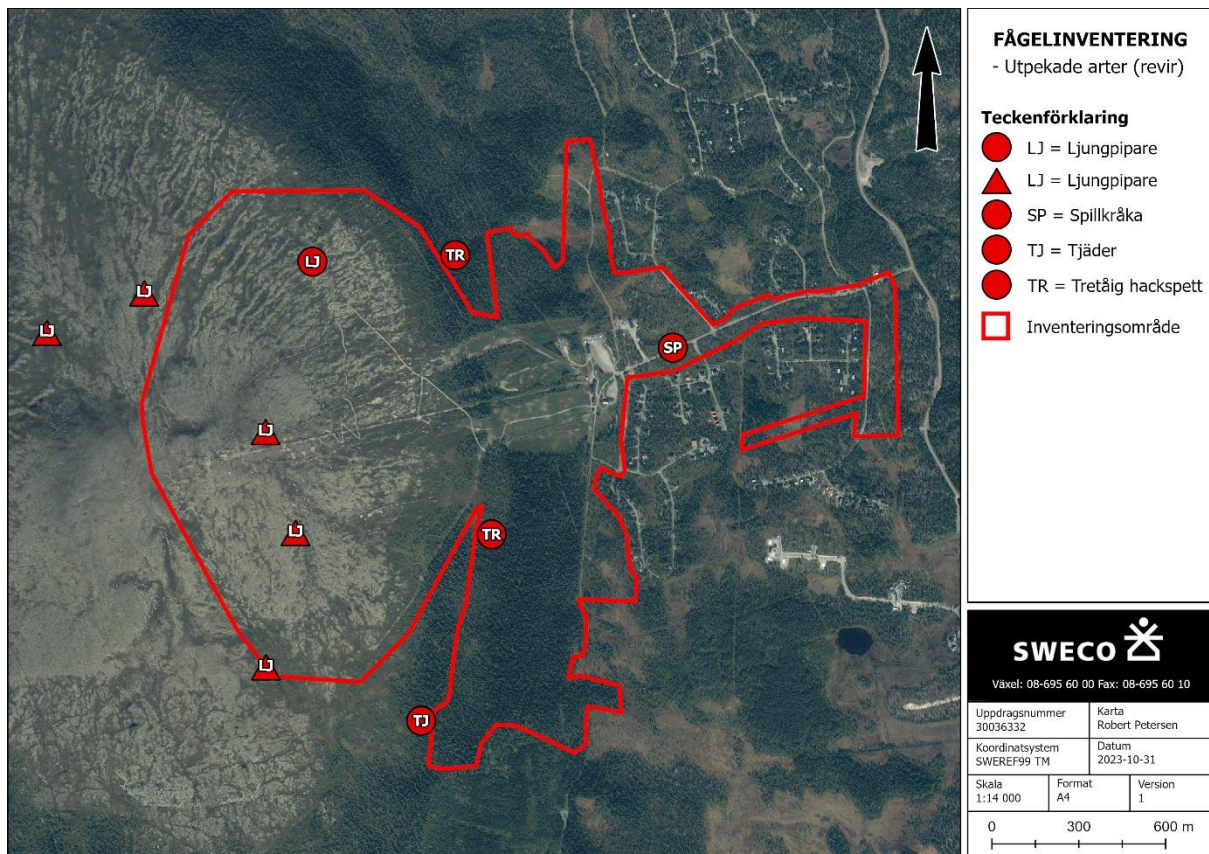 FÅGELINVENTERING
- Utpekade arter (revir)
Teckenförklaring
LJ = Ljungpipare
LJ = Ljungpipare
SP = Spillkråka
TJ = Tjäder
TR = Tretåig hackspett
Inventeringsområde
TR
LJ
LJ
LJ
SP
LJ
LJ
TR
LJ
TJ
SWECO
Växel: 08-695 60 00 Fax: 08-695 60 10
Uppdragsnummer
30036332
Karta
Robert Petersen
Koordinatsystem
SWEREF99 TM
Datum
2023-10-31
Skala
1:14 000
Format
A4
Version
1
0 300 600 m